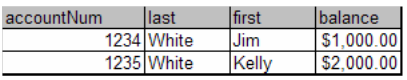 accountNum last first balance
1234 White Jim $1,000.00
1235 White Kelly $2,000.00